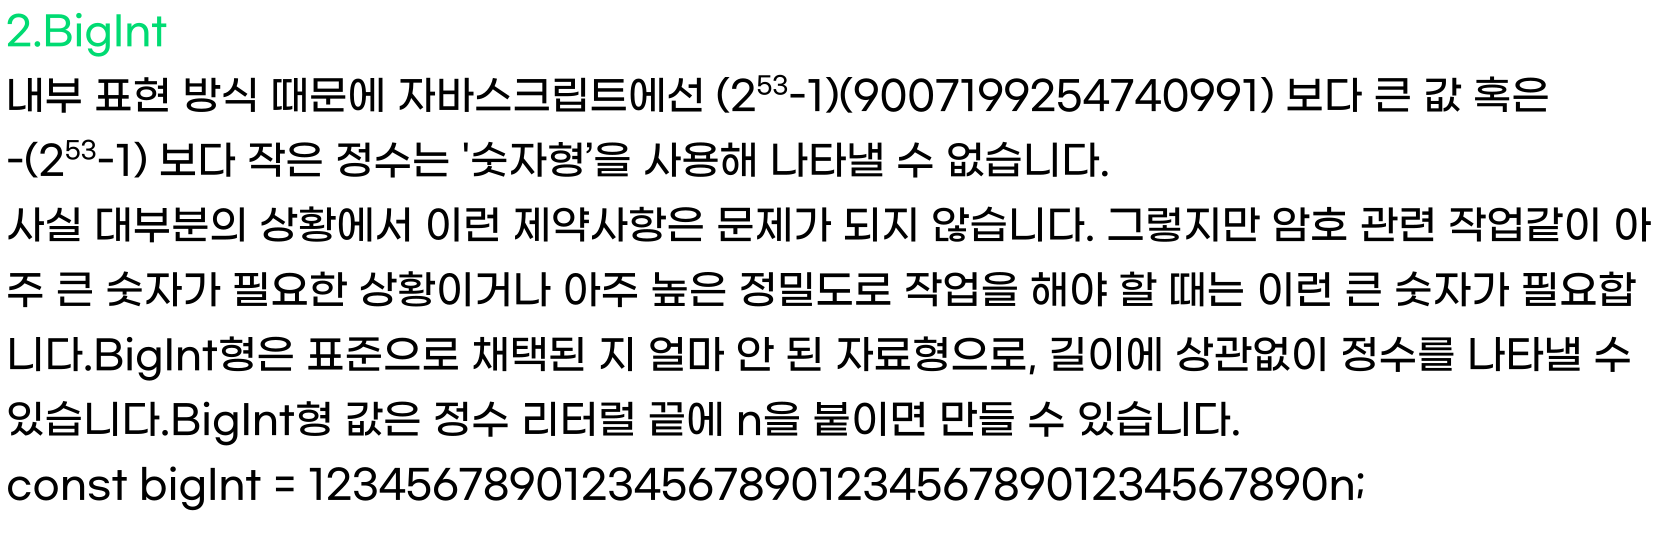 2.BigInt
내부 표현 방식 때문에 자바스크립트에선 (2⁵³-1)(9007199254740991) 보다 큰 값 혹은
-(2⁵³-1) 보다 작은 정수는 '숫자형’을 사용해 나타낼 수 없습니다.
사실 대부분의 상황에서 이런 제약사항은 문제가 되지 않습니다. 그렇지만 암호 관련 작업같이 아
주 큰 숫자가 필요한 상황이거나 아주 높은 정밀도로 작업을 해야 할 때는 이런 큰 숫자가 필요합
니다.BigInt형은 표준으로 채택된 지 얼마 안 된 자료형으로, 길이에 상관없이 정수를 나타낼 수
있습니다.BigInt형 값은 정수 리터럴 끝에 n을 붙이면 만들 수 있습니다.
const bigInt = 1234567890123456789012345678901234567890n;